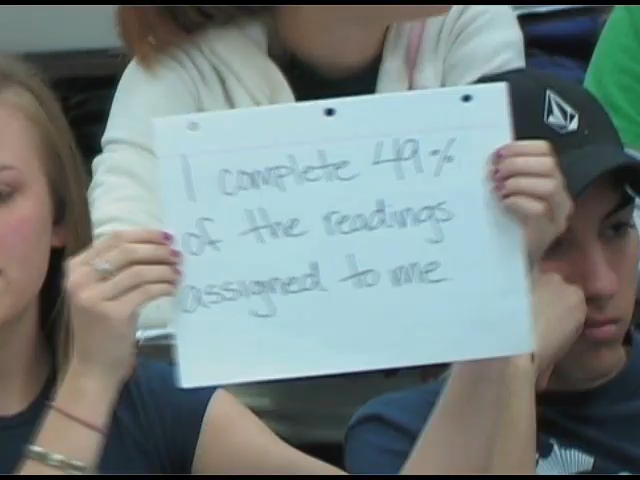 I complete 49%
of the readings
assigned to me